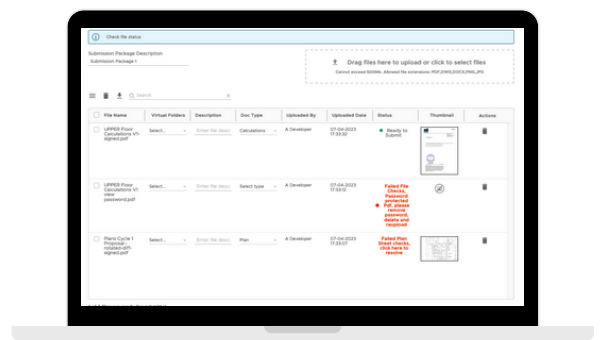 Check file status
Submission Package Description
Submission Package 1
Drag files here to upload or click to select files
Cannot exceed 500Mb. Allowed file extensions: PDF,DWG,DOCX,PNG,JPG
Search
File Name Virtual Folders Description Doc Type Uploaded By Uploaded Date Status Thumbnail Actions
UPPER Floor Select... Enter file desc Calculations A Developer 07-04-2023 Ready to
Calculations V1- 17:33:32 Submit
signed.pdf
UPPER Floor Select... Enter file desc Select type A Developer 07-04-2023 Failed File
Calculations V1 17:33:12 Checks,
view Password
password.pdf protected
Pdf, please
remove
password,
delete and
reupload
Plans Cycle 1 Select... Enter file desc Plan A Developer 07-04-2023 Failed Plan
Proposal - 17:33:07 Sheet checks,
rotated-diff- click here to
signed.pdf resolve